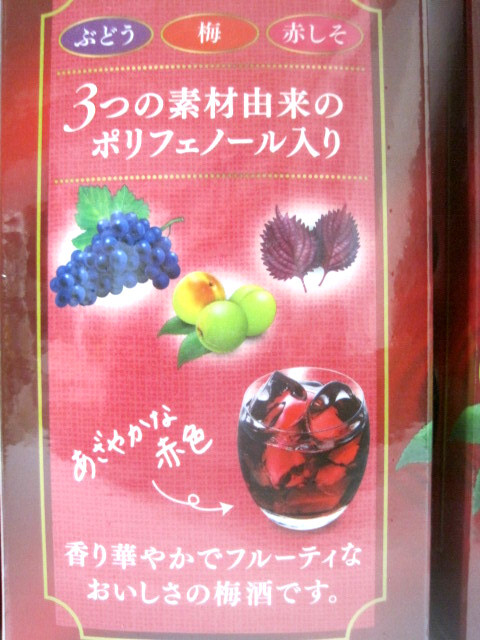 ぶどう 梅 赤しそ
3つの素材由来の
ポリフェノール入り
あざやかな
赤色
香り華やかでフルーティな
おいしさの梅酒です。